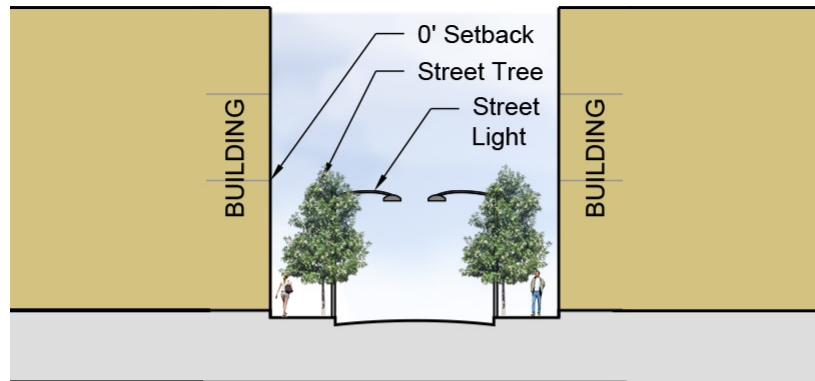 0' Setback
Street Tree
Street
Light
BUILDING
BUILDING